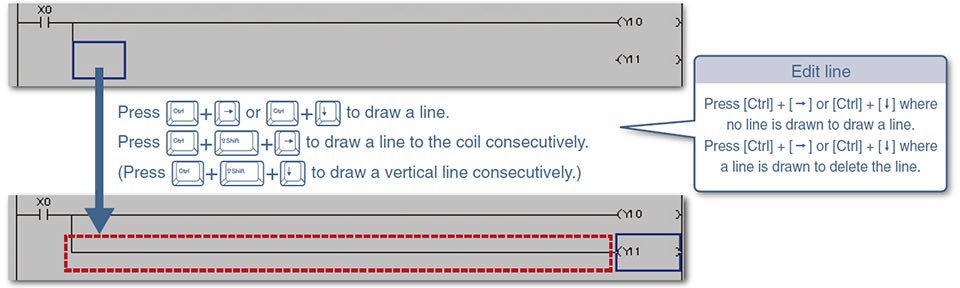 X0
Y10
Y11
Press Ctrl + → or Ctrl + ↓ to draw a line.
Press Ctrl + ⇧Shift + → to draw a line to the coil consecutively.
(Press Ctrl + ⇧Shift + ↓ to draw a vertical line consecutively.)
Edit line
Press [Ctrl] + [→] or [Ctrl] + [↓] where
no line is drawn to draw a line.
Press [Ctrl] + [→] or [Ctrl] + [↓] where
a line is drawn to delete the line.
X0
Y10
Y11